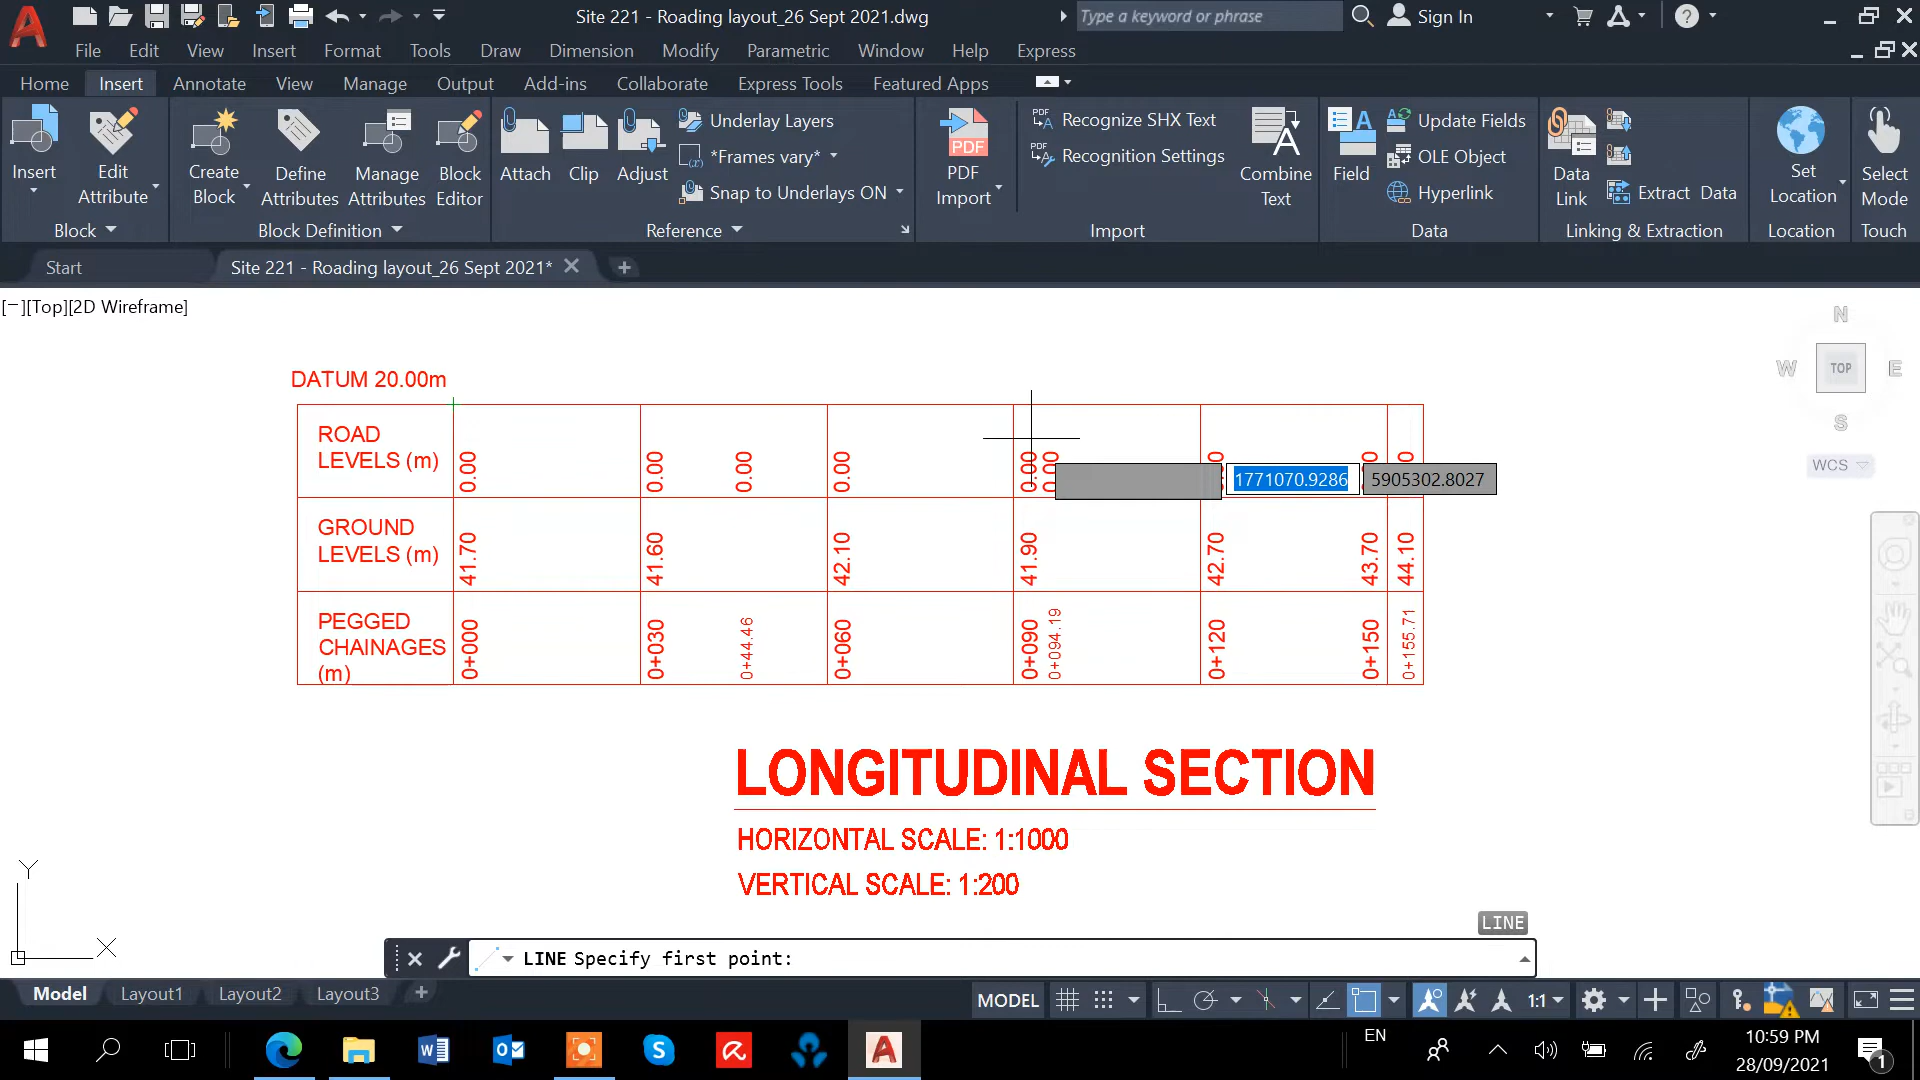 Site 221 - Roading layout_26 Sept 2021.dwg
Type a keyword or phrase
Sign In
File Edit View Insert Format Tools Draw Dimension Modify Parametric Window Help Express
Home Insert Annotate View Manage Output Add-ins Collaborate Express Tools Featured Apps
Insert
Edit Attribute
Create Block
Define Attributes
Manage Attributes
Block Editor
Attach
Clip
Adjust
Underlay Layers
*Frames vary*
Snap to Underlays ON
PDF
PDF Import
Recognize SHX Text
Recognition Settings
Combine Text
Field
Update Fields
OLE Object
Hyperlink
Data Link
Extract Data
Set Location
Select Mode
Block
Block Definition
Reference
Import
Data
Linking & Extraction
Location
Touch
Start
Site 221 - Roading layout_26 Sept 2021*
[−][Top][2D Wireframe]
N
W TOP E
S
WCS
DATUM 20.00m
ROAD
LEVELS (m)
0.00 0.00 0.00 0.00 0.00 0.00
1771070.9286 5905302.8027
GROUND
LEVELS (m)
41.70 41.60 42.10 41.90 42.70 43.70 44.10
PEGGED
CHAINAGES
(m)
0+000 0+030 0+44.46 0+060 0+090 0+094.19 0+120 0+150 0+155.71
LONGITUDINAL SECTION
HORIZONTAL SCALE: 1:1000
VERTICAL SCALE: 1:200
Y
X
LINE
LINE Specify first point:
Model Layout1 Layout2 Layout3
MODEL
1:1
EN
10:59 PM
28/09/2021
1